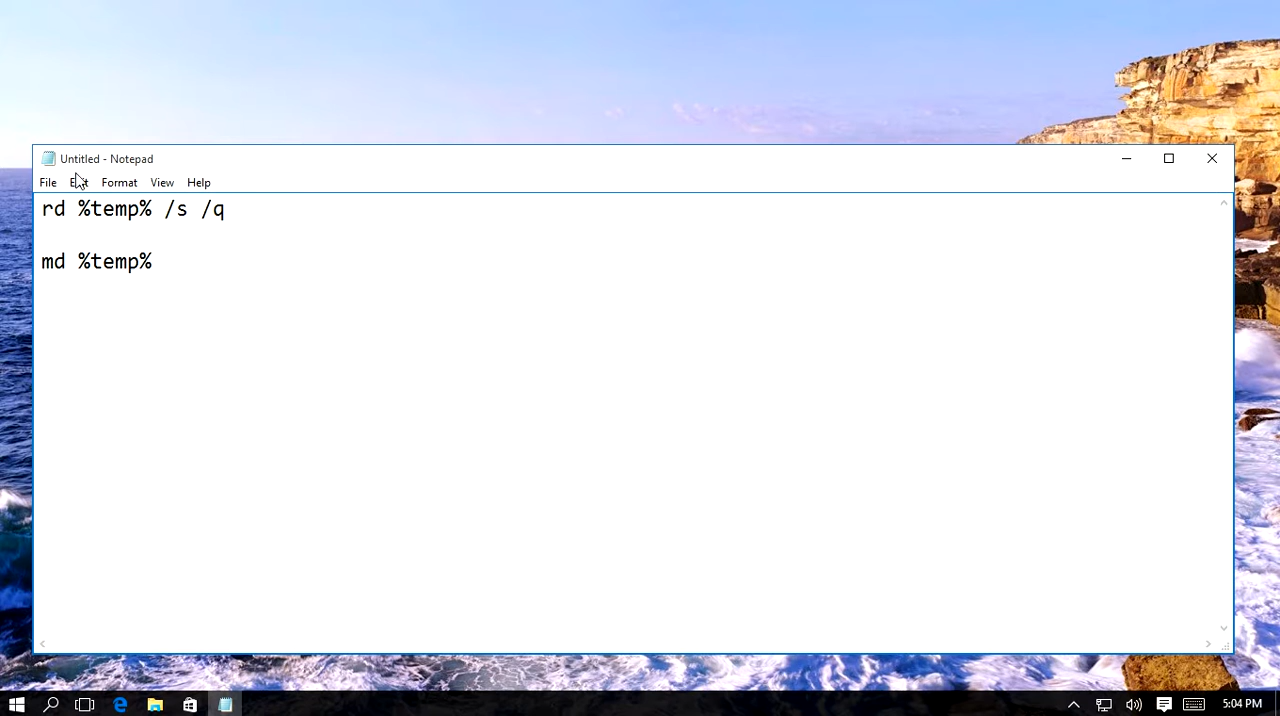 Untitled - Notepad
File Edit Format View Help
rd %temp% /s /q
md %temp%
5:04 PM